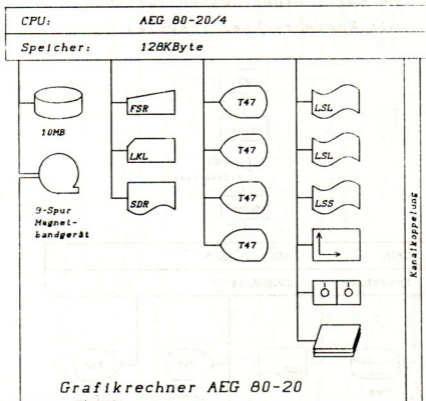 CPU: AEG 80-20/4
Speicher: 128KByte
10MB
9-Spur
Magnet-
bandgerät
FSR
LKL
SDR
T47
T47
T47
T47
LSL
LSL
LSS
Kanalkoppelung
Grafikrechner AEG 80-20